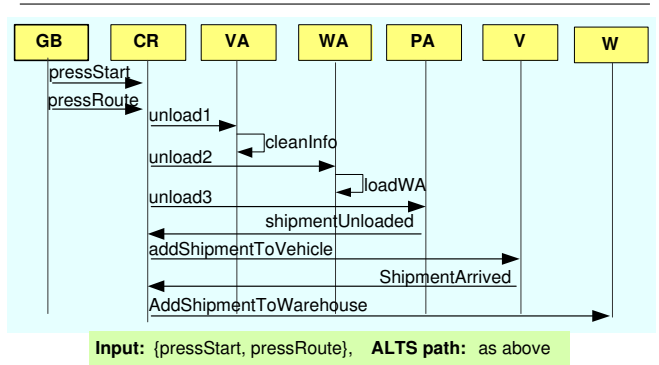 GB CR VA WA PA V W
pressStart
pressRoute
unload1
cleanInfo
unload2
loadWA
unload3
shipmentUnloaded
addShipmentToVehicle
ShipmentArrived
AddShipmentToWarehouse
Input: {pressStart, pressRoute}, ALTS path: as above